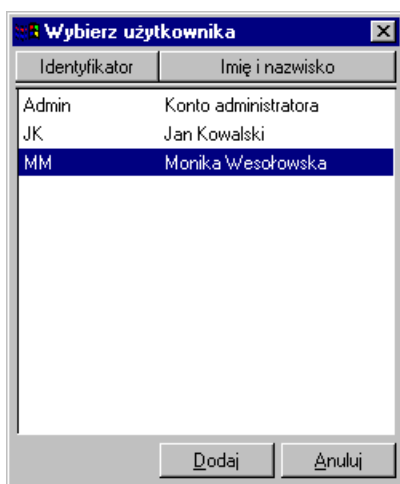 Wybierz użytkownika
Identyfikator Imię i nazwisko
Admin Konto administratora
JK Jan Kowalski
MM Monika Wesołowska
Dodaj Anuluj